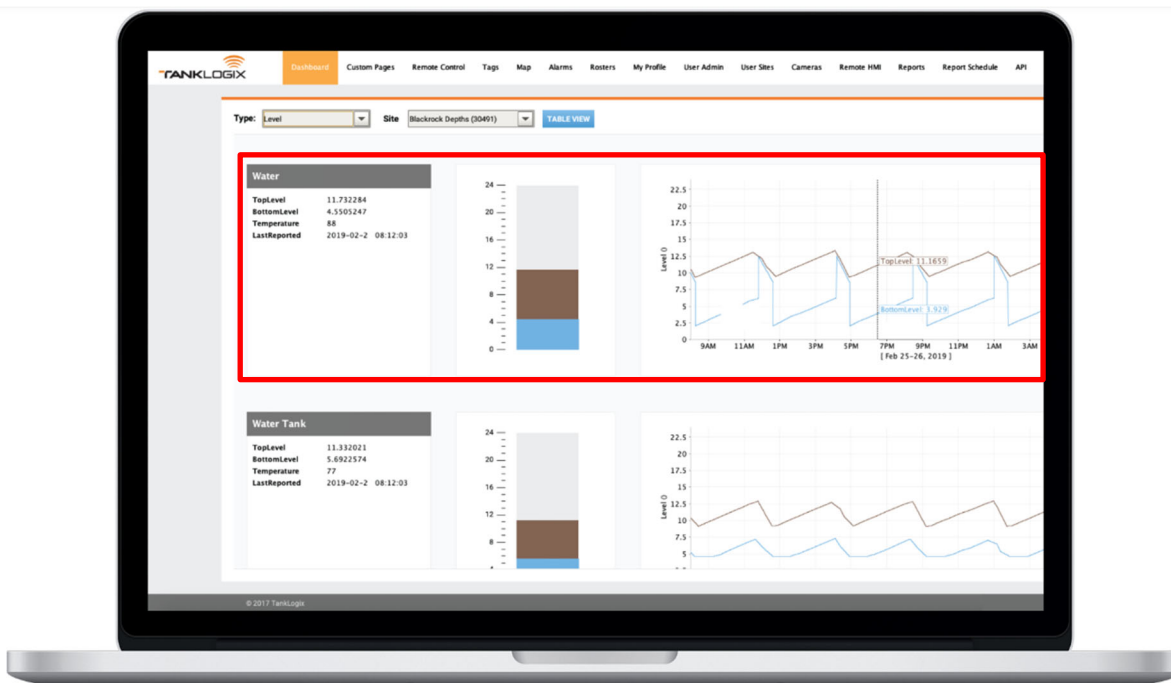 TANKLOGIX
Dashboard Custom Pages Remote Control Tags Map Alarms Rosters My Profile User Admin User Sites Cameras Remote HMI Reports Report Schedule API
Type: Level Site Blackrock Depths (30491) TABLE VIEW
Water
TopLevel 11.732284
BottomLevel 4.5505247
Temperature 88
LastReported 2019-02-2 08:12:03
24
20
16
12
8
4
0
Level ()
22.5
20
17.5
15
12.5
10
7.5
5
2.5
0
TopLevel: 11.1659
BottomLevel: 3.929
9AM 11AM 1PM 3PM 5PM 7PM 9PM 11PM 1AM 3AM
[ Feb 25-26, 2019 ]
Water Tank
TopLevel 11.332021
BottomLevel 5.6922574
Temperature 77
LastReported 2019-02-2 08:12:03
24
20
16
12
8
Level ()
22.5
20
17.5
15
12.5
10
7.5
5
© 2017 TankLogix